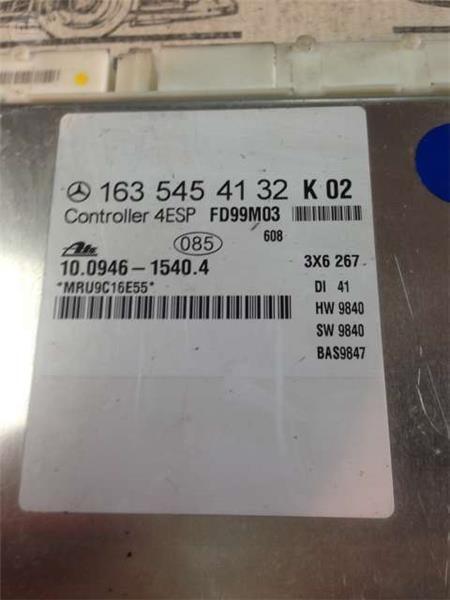 163 545 41 32 K 02
Controller 4ESP FD99M03
085 608
Ate
10.0946-1540.4 3X6 267
*MRU9C16E55* DI 41
HW 9840
SW 9840
BAS9847